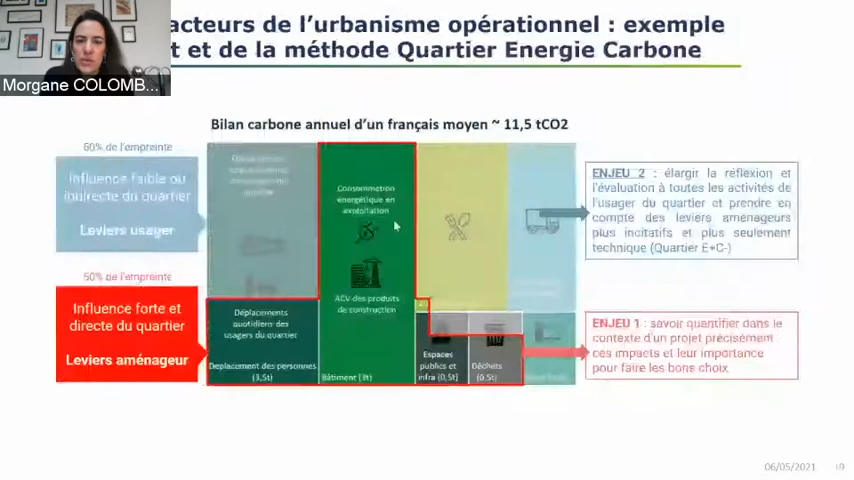 acteurs de l’urbanisme opérationnel : exemple
t et de la méthode Quartier Energie Carbone
Morgane COLOMB...
Bilan carbone annuel d’un français moyen ~ 11,5 tCO2
50% de l'empreinte
Influence faible ou
indirecte du quartier
Leviers usager
50% de l'empreinte
Influence forte et
directe du quartier
Leviers aménageur
Consommation
énergétique en
exploitation
ACV des produits
de construction
Bâtiment (3t)
Déplacements
quotidiens des
usagers du quartier
Deplacement des personnes
(3,5t)
Espaces
publics et
infra (0,5t)
Déchets
(0,5t)
ENJEU 2 : élargir la réflexion et
l’évaluation à toutes les activités de
l’usager du quartier et prendre en
compte des leviers aménageurs
plus incitatifs et plus seulement
technique (Quartier E+C-)
ENJEU 1 : savoir quantifier dans le
contexte d’un projet précisément
ces impacts et leur importance
pour faire les bons choix
06/05/2021